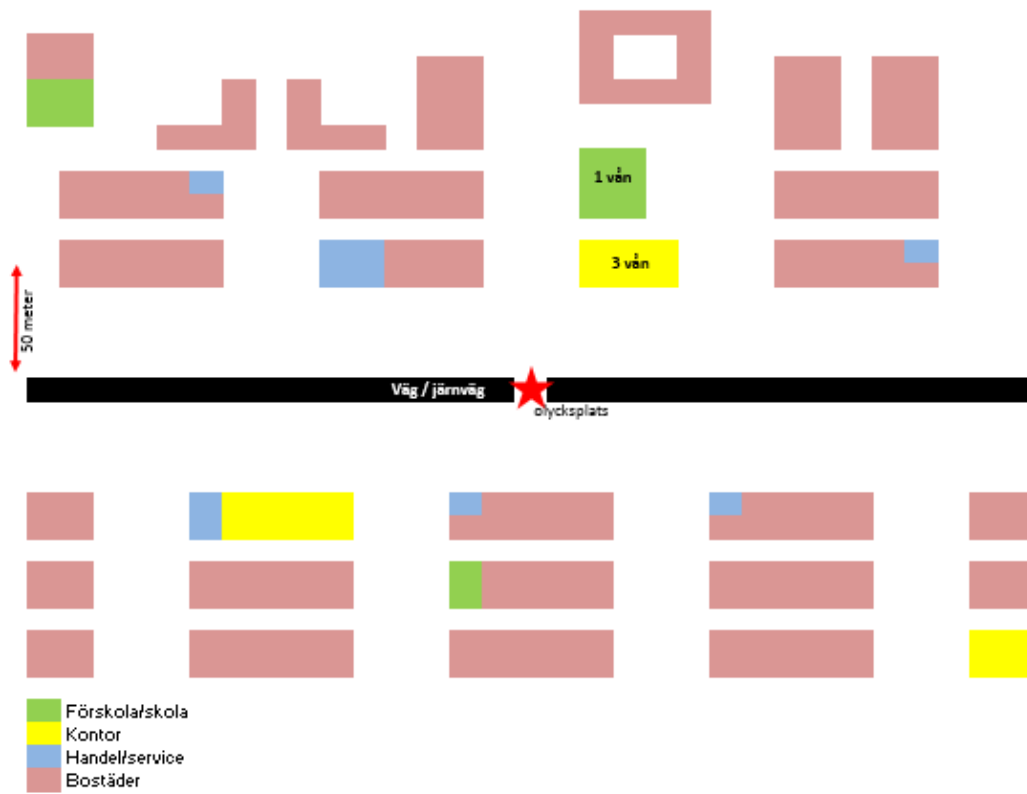 1 vån
3 vån
50 meter
Väg / järnväg
olycksplats
Förskola/skola
Kontor
Handel/service
Bostäder